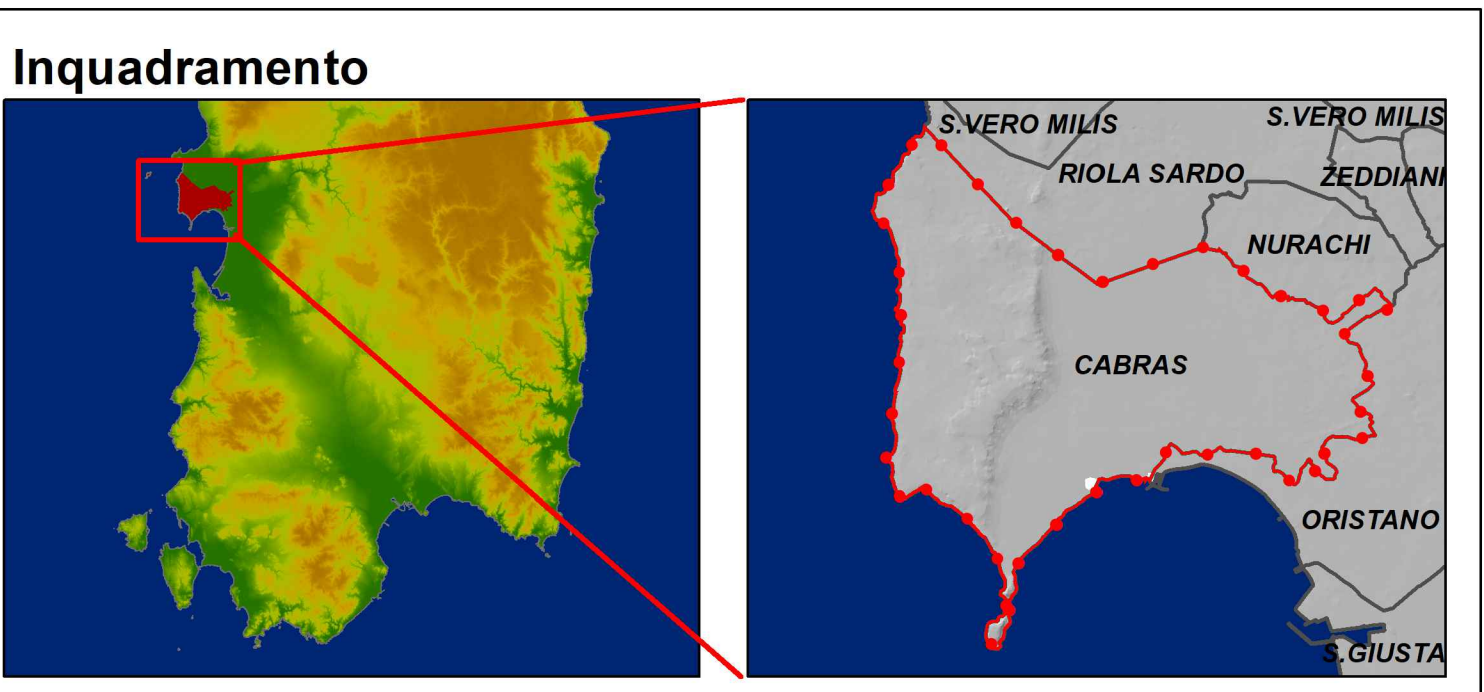 Inquadramento
S.VERO MILIS
S.VERO MILIS
RIOLA SARDO
ZEDDIANI
NURACHI
CABRAS
ORISTANO
S.GIUSTA